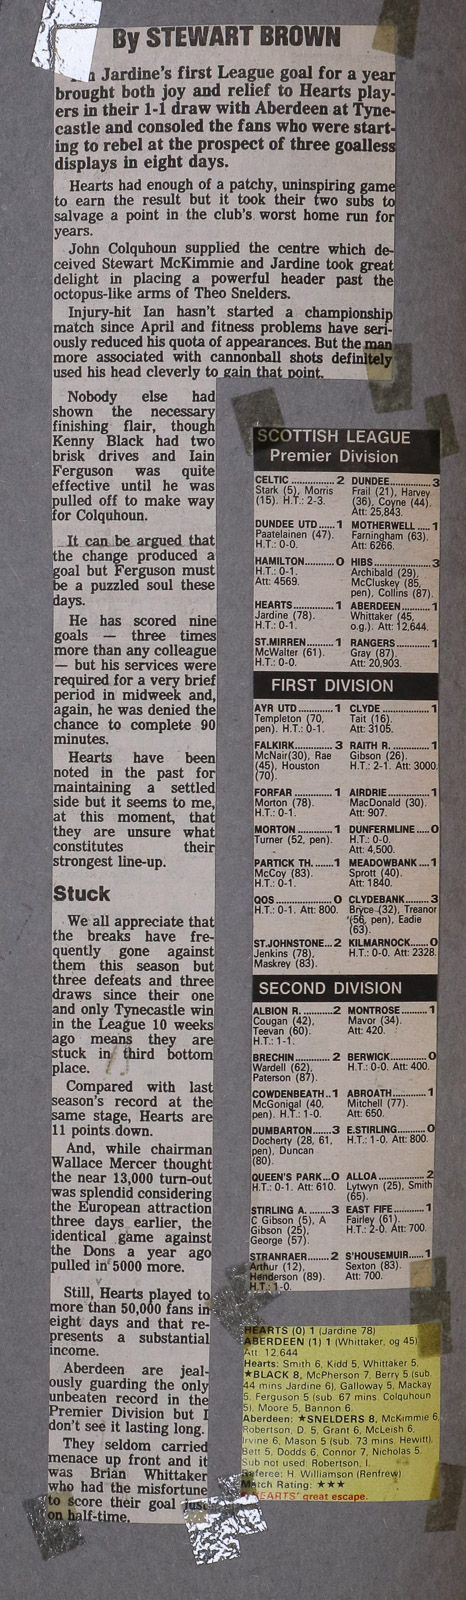 By STEWART BROWN
Jardine's first League goal for a year
brought both joy and relief to Hearts play-
ers in their 1-1 draw with Aberdeen at Tyne-
castle and consoled the fans who were start-
ing to rebel at the prospect of three goalless
displays in eight days.
Hearts had enough of a patchy, uninspiring game
to earn the result but it took their two subs to
salvage a point in the club's worst home run for
years.
John Colquhoun supplied the centre which de-
ceived Stewart McKimmie and Jardine took great
delight in placing a powerful header past the
octopus-like arms of Theo Snelders.
Injury-hit Ian hasn't started a championship
match since April and fitness problems have seri-
ously reduced his quota of appearances. But the man
more associated with cannonball shots definitely
used his head cleverly to gain that point.
Nobody else had
shown the necessary
finishing flair, though
Kenny Black had two
brisk drives and Iain
Ferguson was quite
effective until he was
pulled off to make way
for Colquhoun.
It can be argued that
the change produced a
goal but Ferguson must
be a puzzled soul these
days.
He has scored nine
goals — three times
more than any colleague
— but his services were
required for a very brief
period in midweek and,
again, he was denied the
chance to complete 90
minutes.
Hearts have been
noted in the past for
maintaining a settled
side but it seems to me,
at this moment, that
they are unsure what
constitutes their
strongest line-up.
Stuck
We all appreciate that
the breaks have fre-
quently gone against
them this season but
three defeats and three
draws since their one
and only Tynecastle win
in the League 10 weeks
ago means they are
stuck in third bottom
place.
Compared with last
season's record at the
same stage, Hearts are
11 points down.
And, while chairman
Wallace Mercer thought
the near 13,000 turn-out
was splendid considering
the European attraction
three days earlier, the
identical game against
the Dons a year ago
pulled in 5000 more.
Still, Hearts played to
more than 50,000 fans in
eight days and that re-
presents a substantial
income.
Aberdeen are jeal-
ously guarding the only
unbeaten record in the
Premier Division but I
don't see it lasting long.
They seldom carried
menace up front and it
was Brian Whittaker
who had the misfortune
to score their goal just
on half-time.
SCOTTISH LEAGUE
Premier Division
CELTIC..............2 DUNDEE..............3
Stark (5), Morris Frail (21), Harvey
(15). H.T.: 2-3. (36), Coyne (44).
Att: 25,843.
DUNDEE UTD....1 MOTHERWELL.....1
Paatelainen (47). Farningham (63).
H.T.: 0-0. Att: 6266.
HAMILTON.........0 HIBS..................3
H.T.: 0-1. Archibald (29),
Att: 4569. McCluskey (85,
pen), Collins (87).
HEARTS............1 ABERDEEN.........1
Jardine (78). Whittaker (45,
H.T.: 0-1. o.g.). Att: 12,644.
ST.MIRREN........1 RANGERS..........1
McWalter (61). Gray (87).
H.T.: 0-0. Att: 20,903.
FIRST DIVISION
AYR UTD...........1 CLYDE...............1
Templeton (70, Tait (16).
pen). H.T.: 0-1. Att: 3105.
FALKIRK............3 RAITH R.............1
McNair(30), Rae Gibson (26).
(45), Houston H.T.: 2-1. Att: 3000.
(70).
FORFAR............1 AIRDRIE.............1
Morton (78). MacDonald (30).
H.T.: 0-1. Att: 907.
MORTON............1 DUNFERMLINE....0
Turner (52, pen). H.T.: 0-0.
Att: 4,500.
PARTICK TH......1 MEADOWBANK....1
McCoy (83). Sprott (40).
H.T.: 0-1. Att: 1840.
QOS..................0 CLYDEBANK........3
H.T.: 0-1. Att: 800. Bryce (32), Treanor
(56, pen), Eadie
(63).
ST.JOHNSTONE...2 KILMARNOCK......0
Jenkins (78), H.T.: 0-0. Att: 2328.
Maskrey (83).
SECOND DIVISION
ALBION R..........2 MONTROSE........1
Cougan (42), Mavor (34).
Teevan (60). Att: 420.
H.T.: 1-1.
BRECHIN...........2 BERWICK...........0
Wardell (62), H.T.: 0-0. Att: 400.
Paterson (87).
COWDENBEATH..1 ABROATH...........1
McGonigal (40, Mitchell (77).
pen). H.T.: 1-0. Att: 650.
DUMBARTON......3 E.STIRLING.........0
Docherty (28, 61, H.T.: 1-0. Att: 800.
pen), Duncan
(80).
QUEEN'S PARK...0 ALLOA...............2
H.T.: 0-1. Att: 610. Lytwyn (25), Smith
(65).
STIRLING A.......3 EAST FIFE..........1
C Gibson (5), A Fairley (61).
Gibson (25), H.T.: 2-0. Att: 700.
George (57).
STRANRAER.......2 S'HOUSEMUIR.....1
Arthur (12), Sexton (83).
Henderson (89). Att: 700.
H.T.: 1-0.
HEARTS (0) 1 (Jardine 78)
ABERDEEN (1) 1 (Whittaker, og 45)
Att 12,644
Hearts: Smith 6, Kidd 5, Whittaker 5,
★BLACK 8, McPherson 7, Berry 5 (sub.
44 mins Jardine 6), Galloway 5, Mackay
5, Ferguson 5 (sub. 67 mins. Colquhoun
5), Moore 5, Bannon 6.
Aberdeen: ★SNELDERS 8, McKimmie 6,
Robertson, D. 5, Grant 6, McLeish 6,
Irvine 6, Mason 5 (sub. 73 mins. Hewitt),
Bett 5, Dodds 6, Connor 7, Nicholas 5.
Sub not used: Robertson, I.
Referee: H. Williamson (Renfrew)
Match Rating: ★★★
HEARTS' great escape.